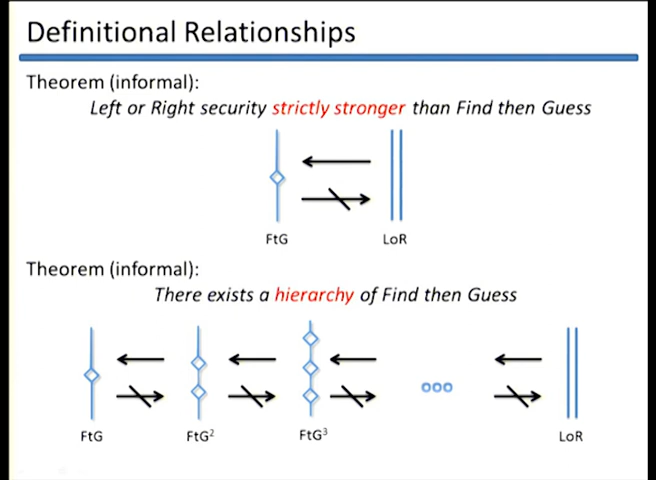 Definitional Relationships
Theorem (informal):
Left or Right security strictly stronger than Find then Guess
FtG LoR
Theorem (informal):
There exists a hierarchy of Find then Guess
FtG FtG² FtG³ LoR